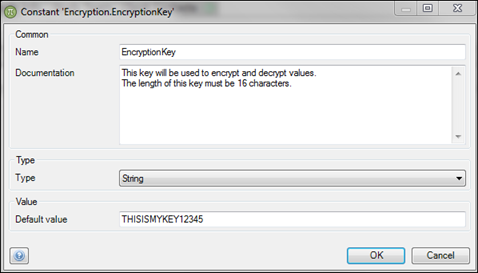 Constant 'Encryption.EncryptionKey'
Common
Name EncryptionKey
Documentation This key will be used to encrypt and decrypt values.
The length of this key must be 16 characters.
Type
Type String
Value
Default value THISISMYKEY12345
OK Cancel